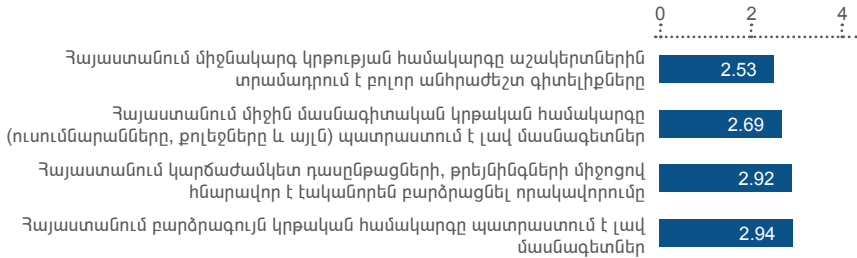 0 2 4
Հայաստանում միջնակարգ կրթության համակարգը աշակերտներին
տրամադրում է բոլոր անհրաժեշտ գիտելիքները
2.53
Հայաստանում միջին մասնագիտական կրթական համակարգը
(ուսումնարանները, քոլեջները և այլն) պատրաստում է լավ մասնագետներ
2.69
Հայաստանում կարճաժամկետ դասընթացների, թրեյնինգների միջոցով
հնարավոր է էականորեն բարձրացնել որակավորումը
2.92
Հայաստանում բարձրագույն կրթական համակարգը պատրաստում է լավ
մասնագետներ
2.94